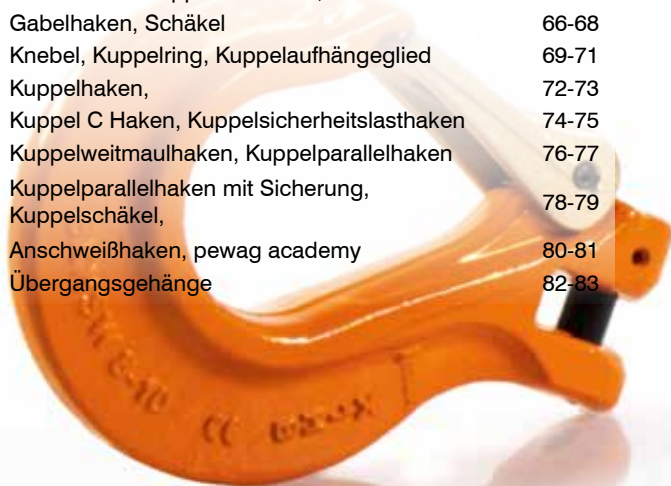 Gabelhaken, Schäkel 66-68
Knebel, Kuppelring, Kuppelaufhängeglied 69-71
Kuppelhaken, 72-73
Kuppel C Haken, Kuppelsicherheitslasthaken 74-75
Kuppelweitmaulhaken, Kuppelparallelhaken 76-77
Kuppelparallelhaken mit Sicherung,
Kuppelschäkel, 78-79
Anschweißhaken, pewag academy 80-81
Übergangsgehänge 82-83